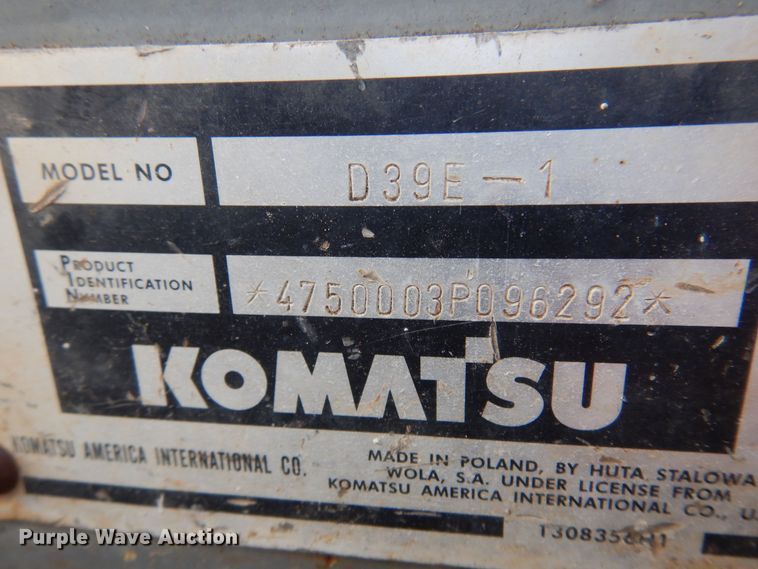 MODEL NO
D39E-1
PRODUCT
IDENTIFICATION
NUMBER
*4750003P096292*
KOMATSU
KOMATSU AMERICA INTERNATIONAL CO.
MADE IN POLAND, BY HUTA STALOWA
WOLA, S.A. UNDER LICENSE FROM
KOMATSU AMERICA INTERNATIONAL CO., U.
Purple Wave Auction